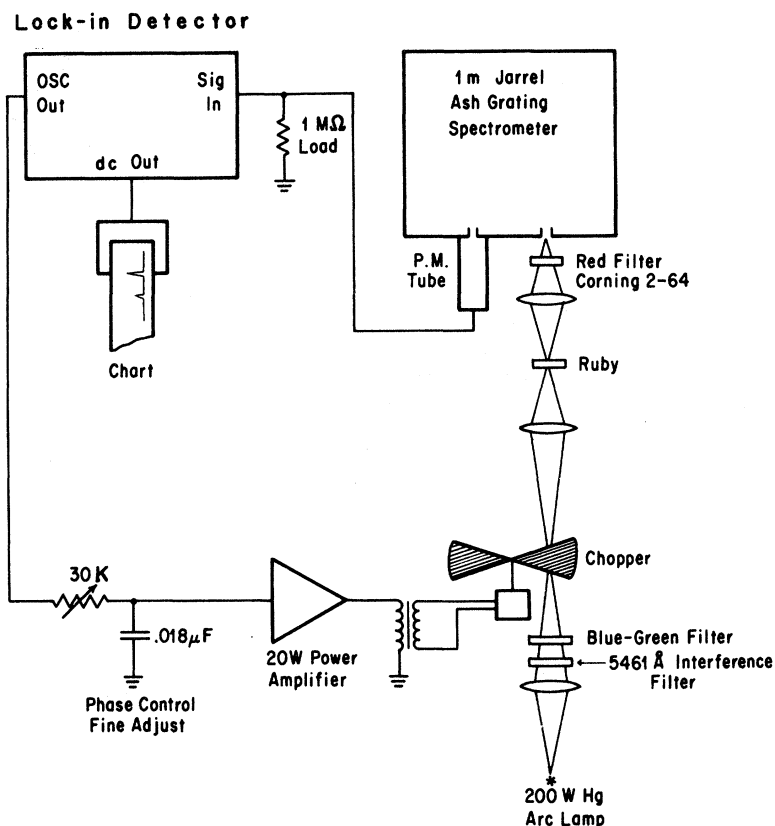 Lock-in Detector
OSC
Out
Sig
In
dc Out
1 MΩ
Load
1 m Jarrel
Ash Grating
Spectrometer
P.M.
Tube
Red Filter
Corning 2-64
Chart
Ruby
Chopper
30 K
.018μF
20W Power
Amplifier
Phase Control
Fine Adjust
Blue-Green Filter
5461 Å Interference
Filter
200 W Hg
Arc Lamp